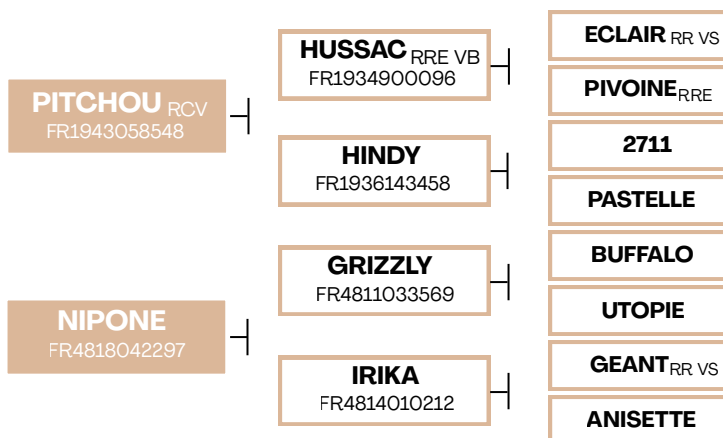 PITCHOU RCV
FR1943058548
NIPONE
FR4818042297
HUSSAC RRE VB
FR1934900096
HINDY
FR1936143458
GRIZZLY
FR4811033569
IRIKA
FR4814010212
ECLAIR RR VS
PIVOINE RRE
2711
PASTELLE
BUFFALO
UTOPIE
GEANT RR VS
ANISETTE